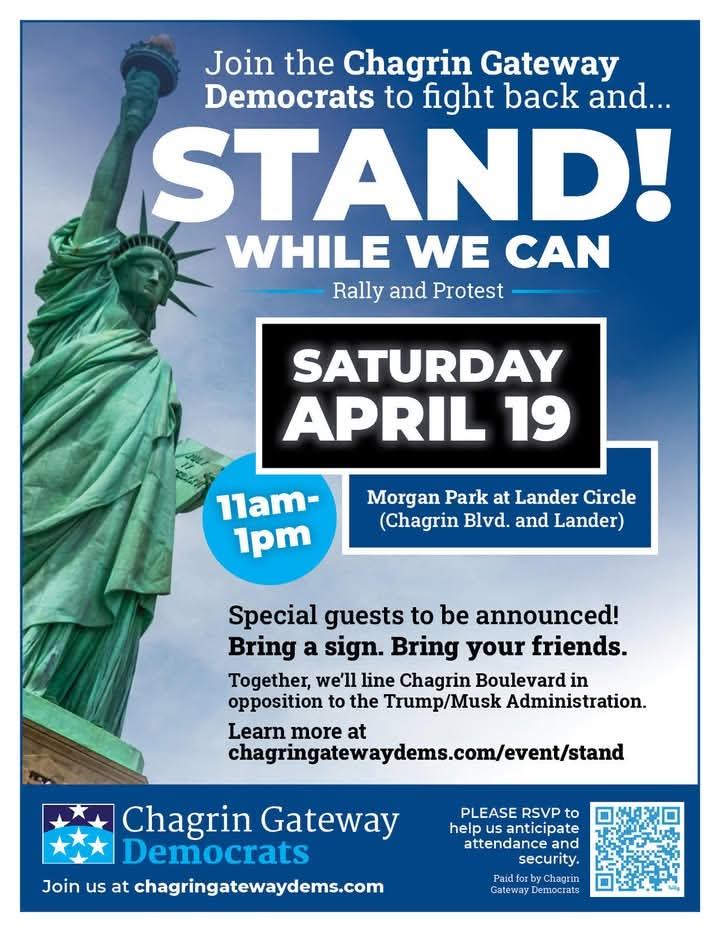 Join the Chagrin Gateway
Democrats to fight back and...
STAND!
WHILE WE CAN
Rally and Protest
SATURDAY
APRIL 19
11am-
1pm
Morgan Park at Lander Circle
(Chagrin Blvd. and Lander)
Special guests to be announced!
Bring a sign. Bring your friends.
Together, we'll line Chagrin Boulevard in
opposition to the Trump/Musk Administration.
Learn more at
chagringatewaydems.com/event/stand
Chagrin Gateway
Democrats
Join us at chagringatewaydems.com
PLEASE RSVP to
help us anticipate
attendance and
security.
Paid for by Chagrin
Gateway Democrats